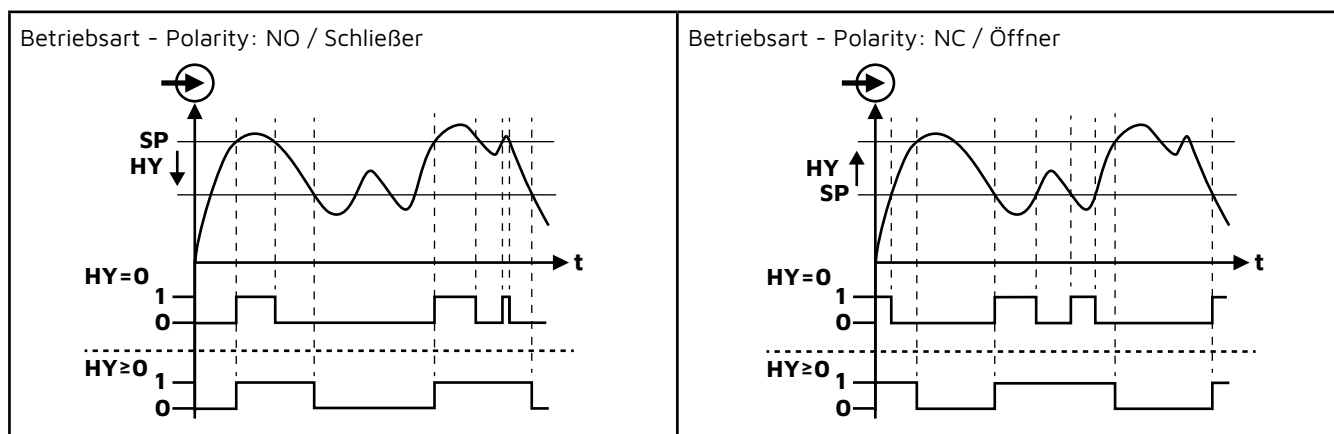 Betriebsart - Polarity: NO / Schließer
SP
HY
t
HY=0
1
0
HY≥0
1
0
Betriebsart - Polarity: NC / Öffner
HY
SP
t
HY=0
1
0
HY≥0
1
0